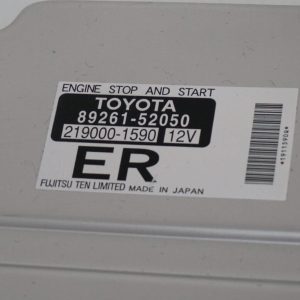 ENGINE STOP AND START
TOYOTA
89261-52050
219000-1590 12V
ER
FUJITSU TEN LIMITED MADE IN JAPAN